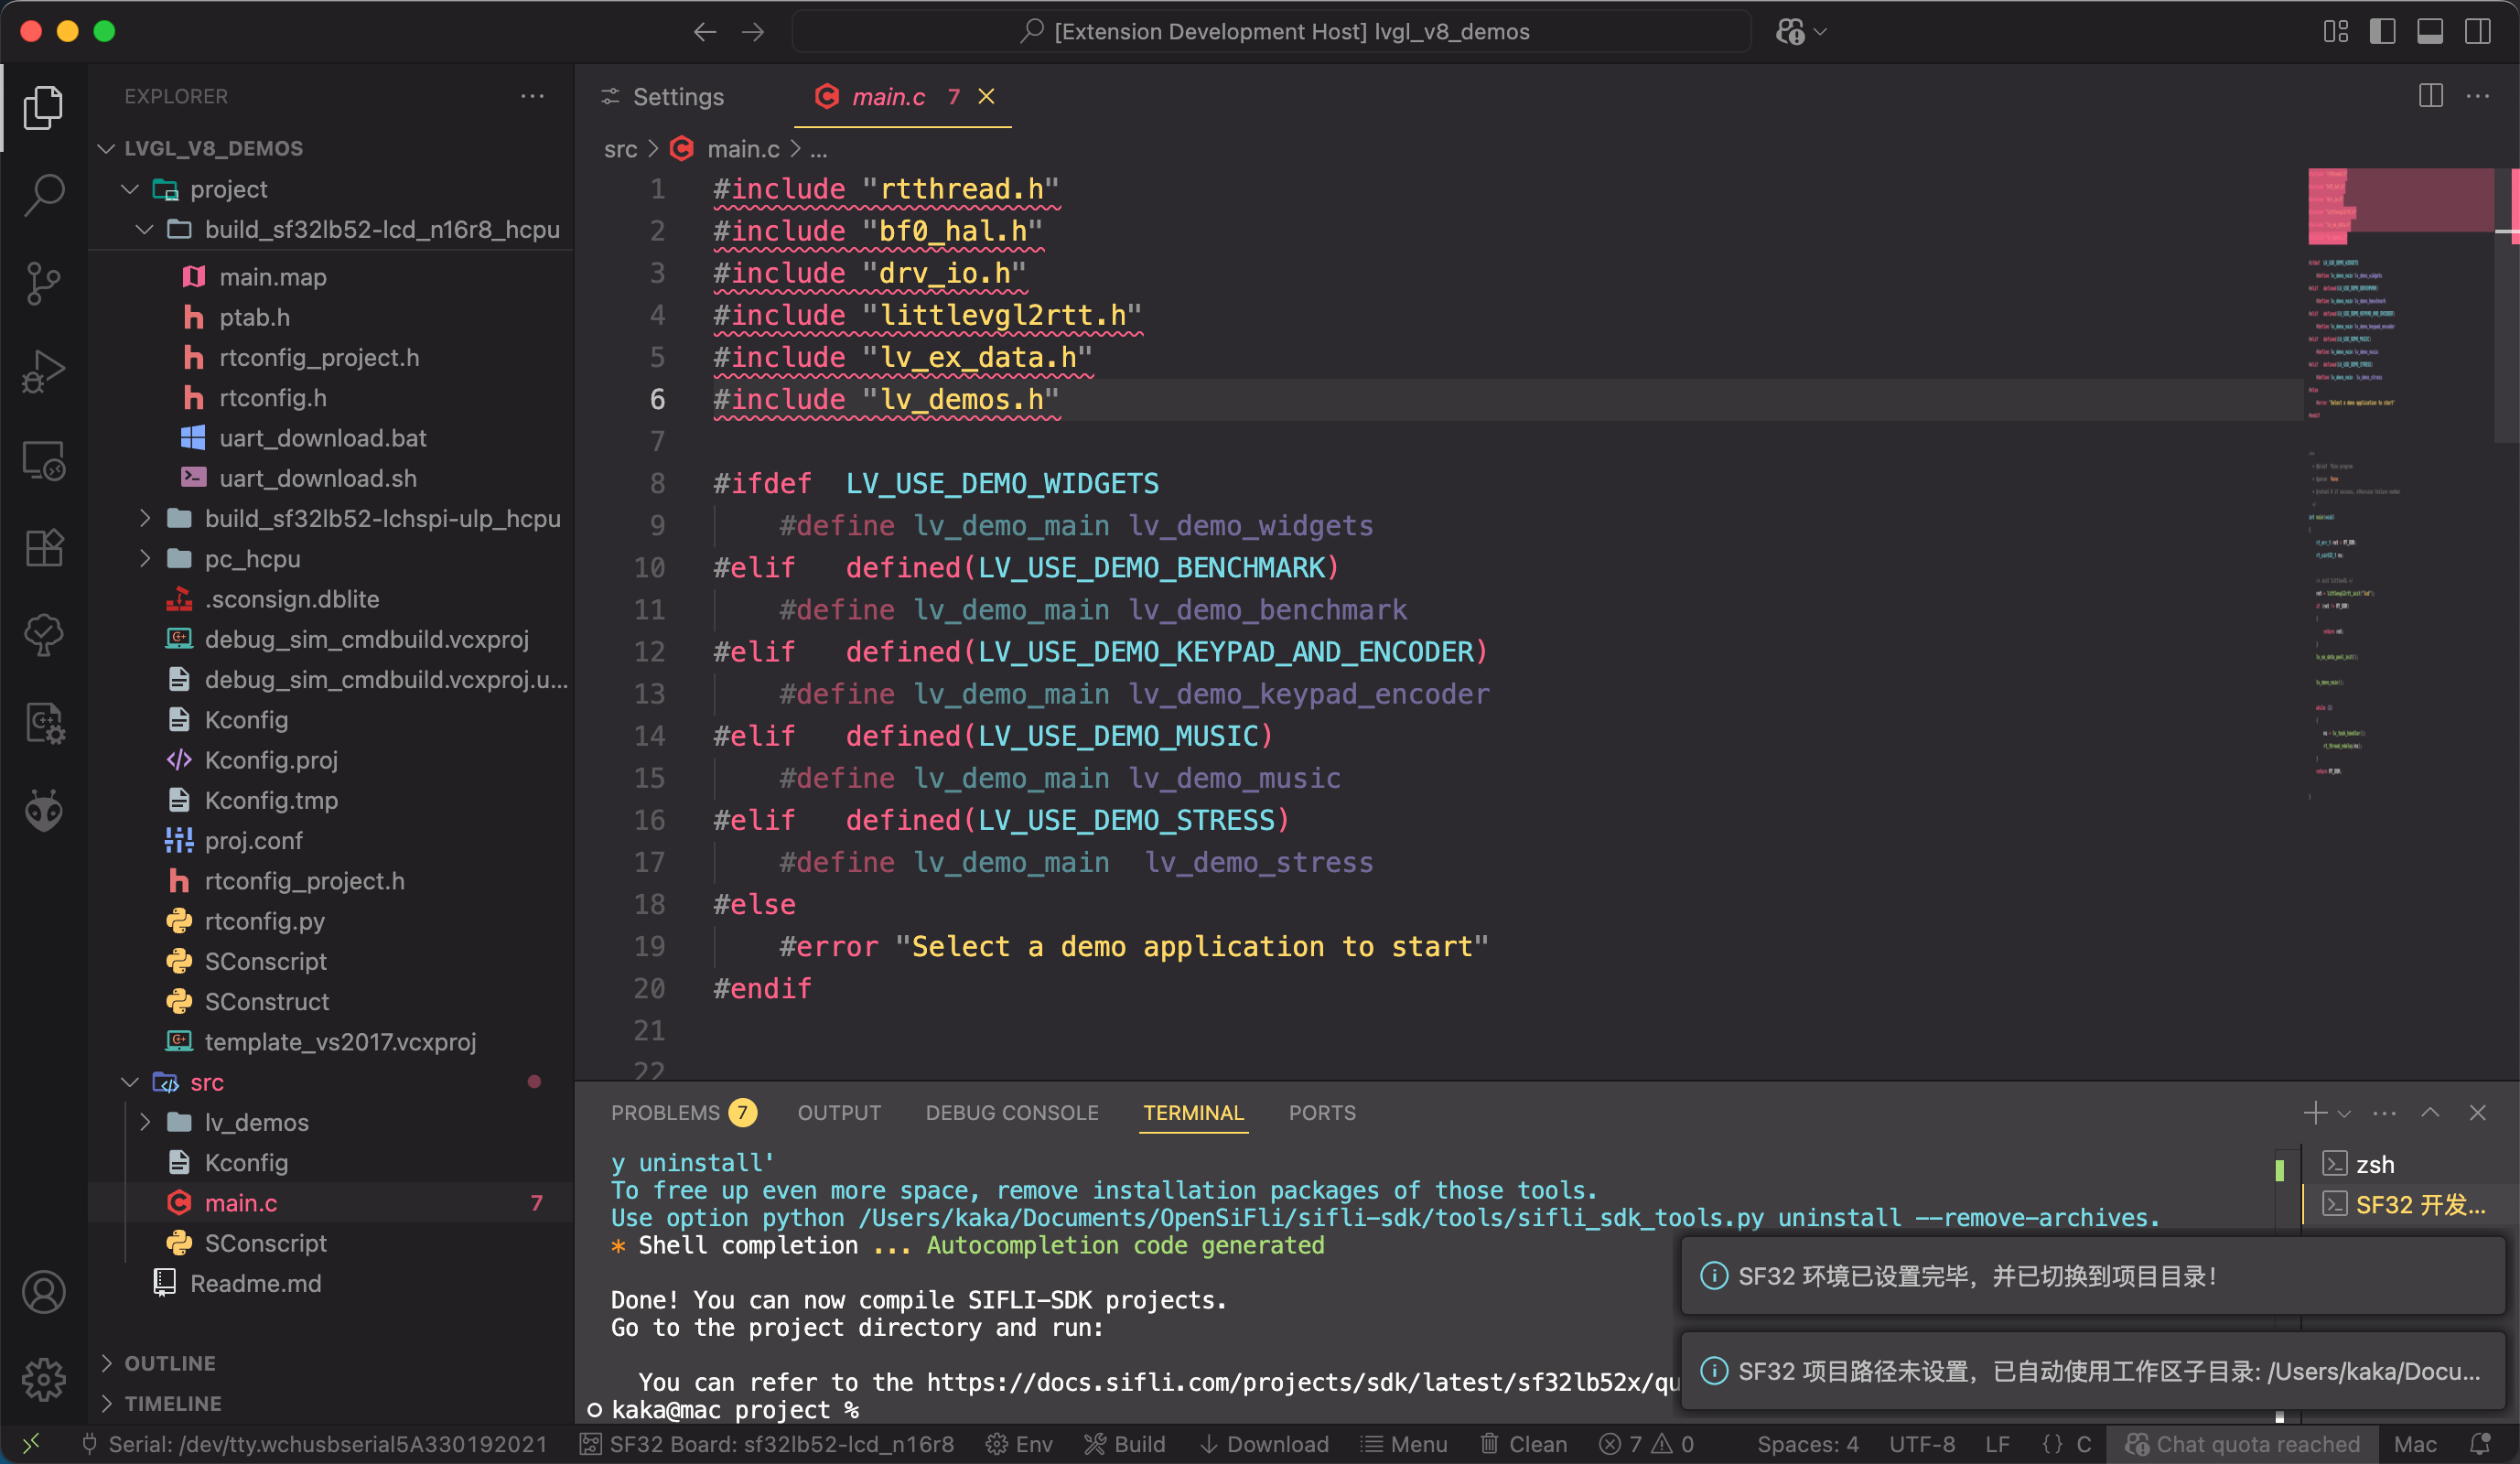 [Extension Development Host] lvgl_v8_demos
EXPLORER
LVGL_V8_DEMOS
project
build_sf32lb52-lcd_n16r8_hcpu
main.map
ptab.h
rtconfig_project.h
rtconfig.h
uart_download.bat
uart_download.sh
build_sf32lb52-lchspi-ulp_hcpu
pc_hcpu
.sconsign.dblite
debug_sim_cmdbuild.vcxproj
debug_sim_cmdbuild.vcxproj.u...
Kconfig
Kconfig.proj
Kconfig.tmp
proj.conf
rtconfig_project.h
rtconfig.py
SConscript
SConstruct
template_vs2017.vcxproj
src
lv_demos
Kconfig
main.c 7
SConscript
Readme.md
OUTLINE
TIMELINE
Settings
main.c 7
src > main.c > ...
1 #include "rtthread.h"
2 #include "bf0_hal.h"
3 #include "drv_io.h"
4 #include "littlevgl2rtt.h"
5 #include "lv_ex_data.h"
6 #include "lv_demos.h"
7
8 #ifdef  LV_USE_DEMO_WIDGETS
9     #define lv_demo_main lv_demo_widgets
10 #elif   defined(LV_USE_DEMO_BENCHMARK)
11     #define lv_demo_main lv_demo_benchmark
12 #elif   defined(LV_USE_DEMO_KEYPAD_AND_ENCODER)
13     #define lv_demo_main lv_demo_keypad_encoder
14 #elif   defined(LV_USE_DEMO_MUSIC)
15     #define lv_demo_main lv_demo_music
16 #elif   defined(LV_USE_DEMO_STRESS)
17     #define lv_demo_main  lv_demo_stress
18 #else
19     #error "Select a demo application to start"
20 #endif
21
22
PROBLEMS 7 OUTPUT DEBUG CONSOLE TERMINAL PORTS
y uninstall'
To free up even more space, remove installation packages of those tools.
Use option python /Users/kaka/Documents/OpenSiFli/sifli-sdk/tools/sifli_sdk_tools.py uninstall --remove-archives.
* Shell completion ... Autocompletion code generated
Done! You can now compile SIFLI-SDK projects.
Go to the project directory and run:
You can refer to the https://docs.sifli.com/projects/sdk/latest/sf32lb52x/qu
kaka@mac project %
zsh
SF32 开发...
SF32 环境已设置完毕，并已切换到项目目录！
SF32 项目路径未设置，已自动使用工作区子目录: /Users/kaka/Docu...
Serial: /dev/tty.wchusbserial5A330192021 SF32 Board: sf32lb52-lcd_n16r8 Env Build Download Menu Clean 7 0 Spaces: 4 UTF-8 LF {} C Chat quota reached Mac